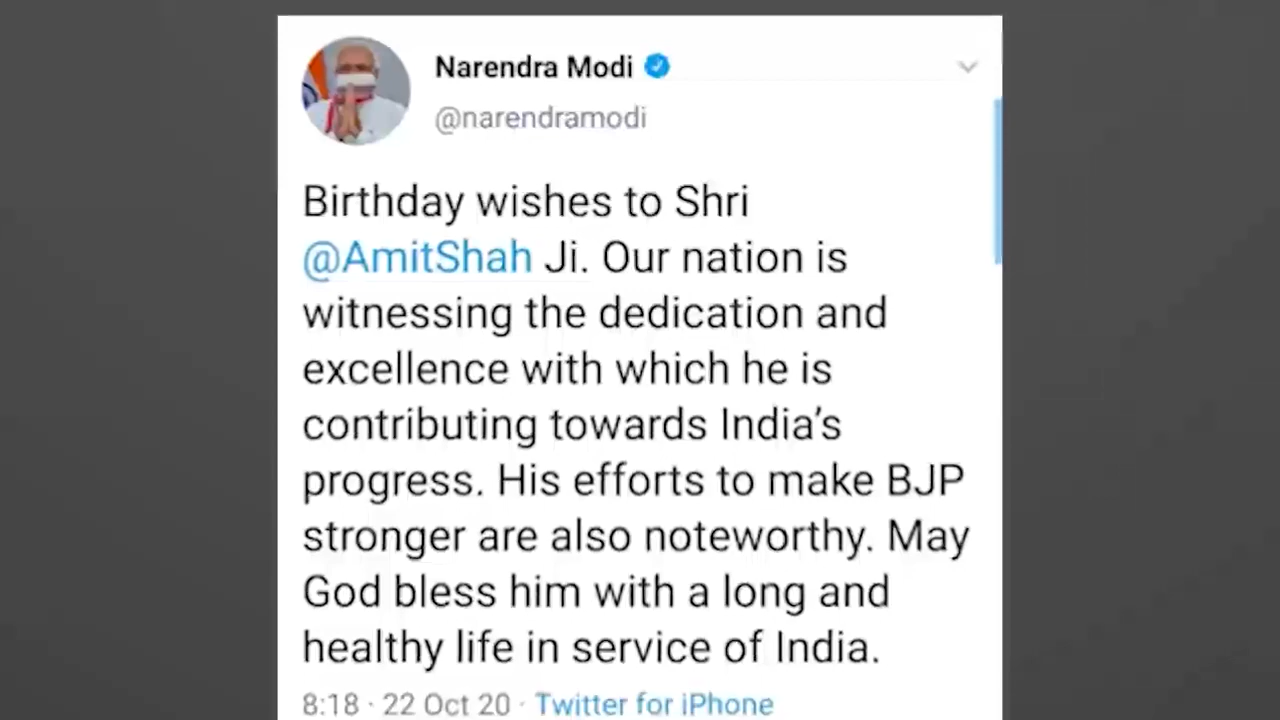 Narendra Modi
@narendramodi
Birthday wishes to Shri
@AmitShah Ji. Our nation is
witnessing the dedication and
excellence with which he is
contributing towards India’s
progress. His efforts to make BJP
stronger are also noteworthy. May
God bless him with a long and
healthy life in service of India.
8:18 · 22 Oct 20 · Twitter for iPhone